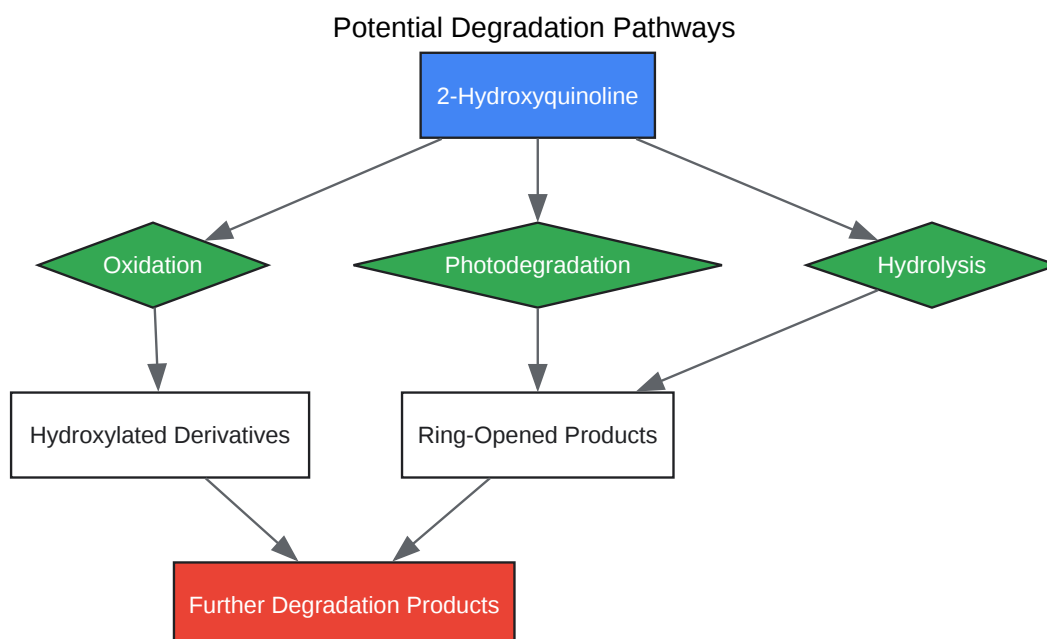 Potential Degradation Pathways
2-Hydroxyquinoline
Oxidation
Photodegradation
Hydrolysis
Hydroxylated Derivatives
Ring-Opened Products
Further Degradation Products